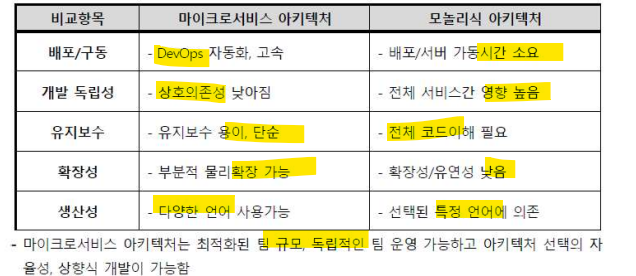 비교항목 마이크로서비스 아키텍처 모놀리식 아키텍처
배포/구동 - DevOps 자동화, 고속 - 배포/서버 가동시간 소요
개발 독립성 - 상호의존성 낮아짐 - 전체 서비스간 영향 높음
유지보수 - 유지보수 용이, 단순 - 전체 코드이해 필요
확장성 - 부분적 물리확장 가능 - 확장성/유연성 낮음
생산성 - 다양한 언어 사용가능 - 선택된 특정 언어에 의존
- 마이크로서비스 아키텍처는 최적화된 팀 규모, 독립적인 팀 운영 가능하고 아키텍처 선택의 자
율성, 상향식 개발이 가능함